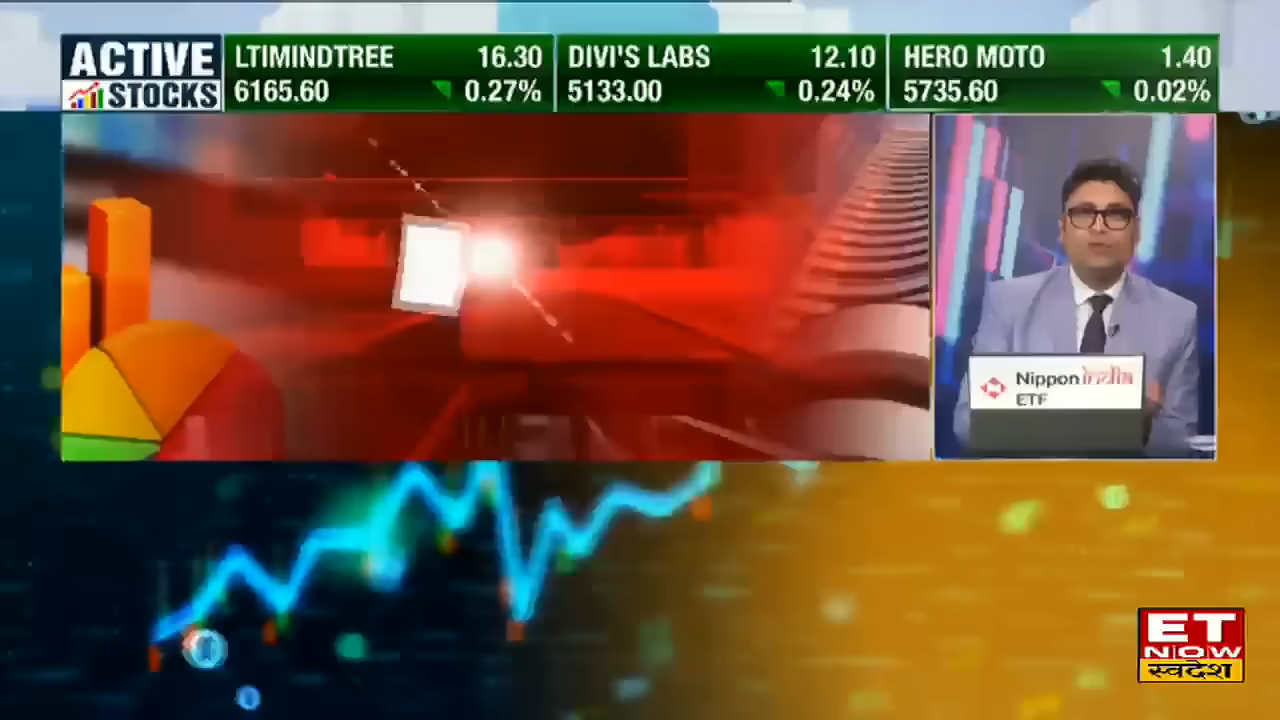 ACTIVE
STOCKS
LTIMINDTREE 16.30
6165.60 0.27%
DIVI'S LABS 12.10
5133.00 0.24%
HERO MOTO 1.40
5735.60 0.02%
Nippon india
ETF
ET
NOW
स्वदेश